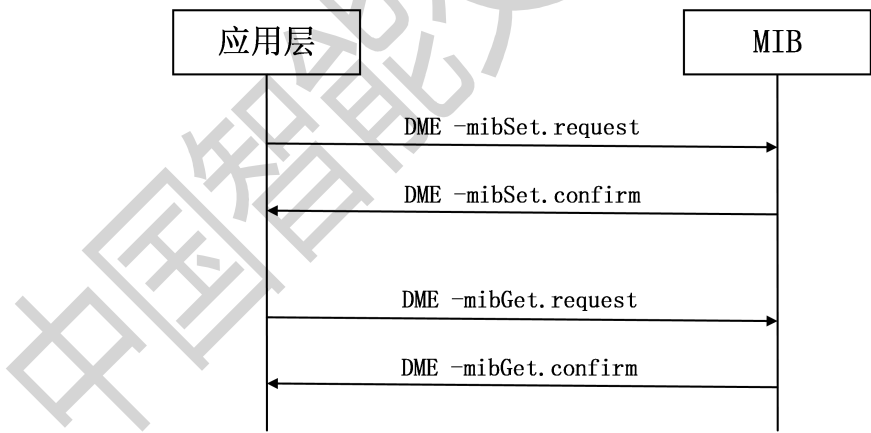 应用层
MIB
DME -mibSet.request
DME -mibSet.confirm
DME -mibGet.request
DME -mibGet.confirm
中国智能交